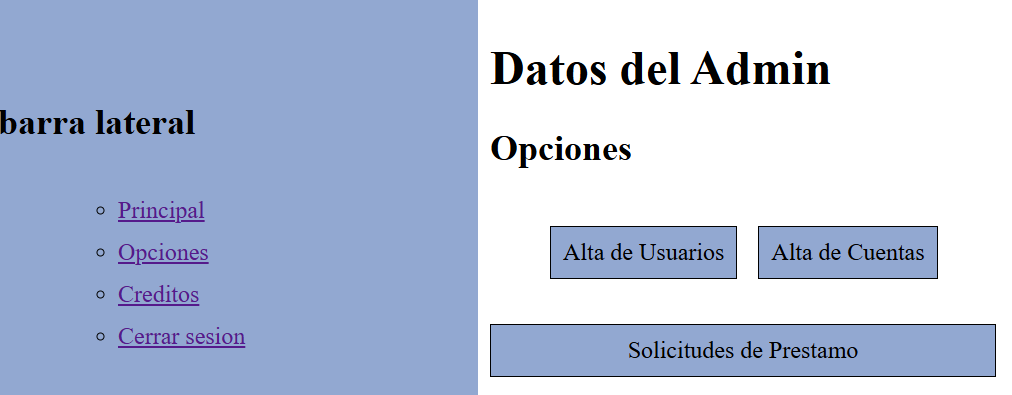 barra lateral
Principal
Opciones
Creditos
Cerrar sesion
Datos del Admin
Opciones
Alta de Usuarios
Alta de Cuentas
Solicitudes de Prestamo